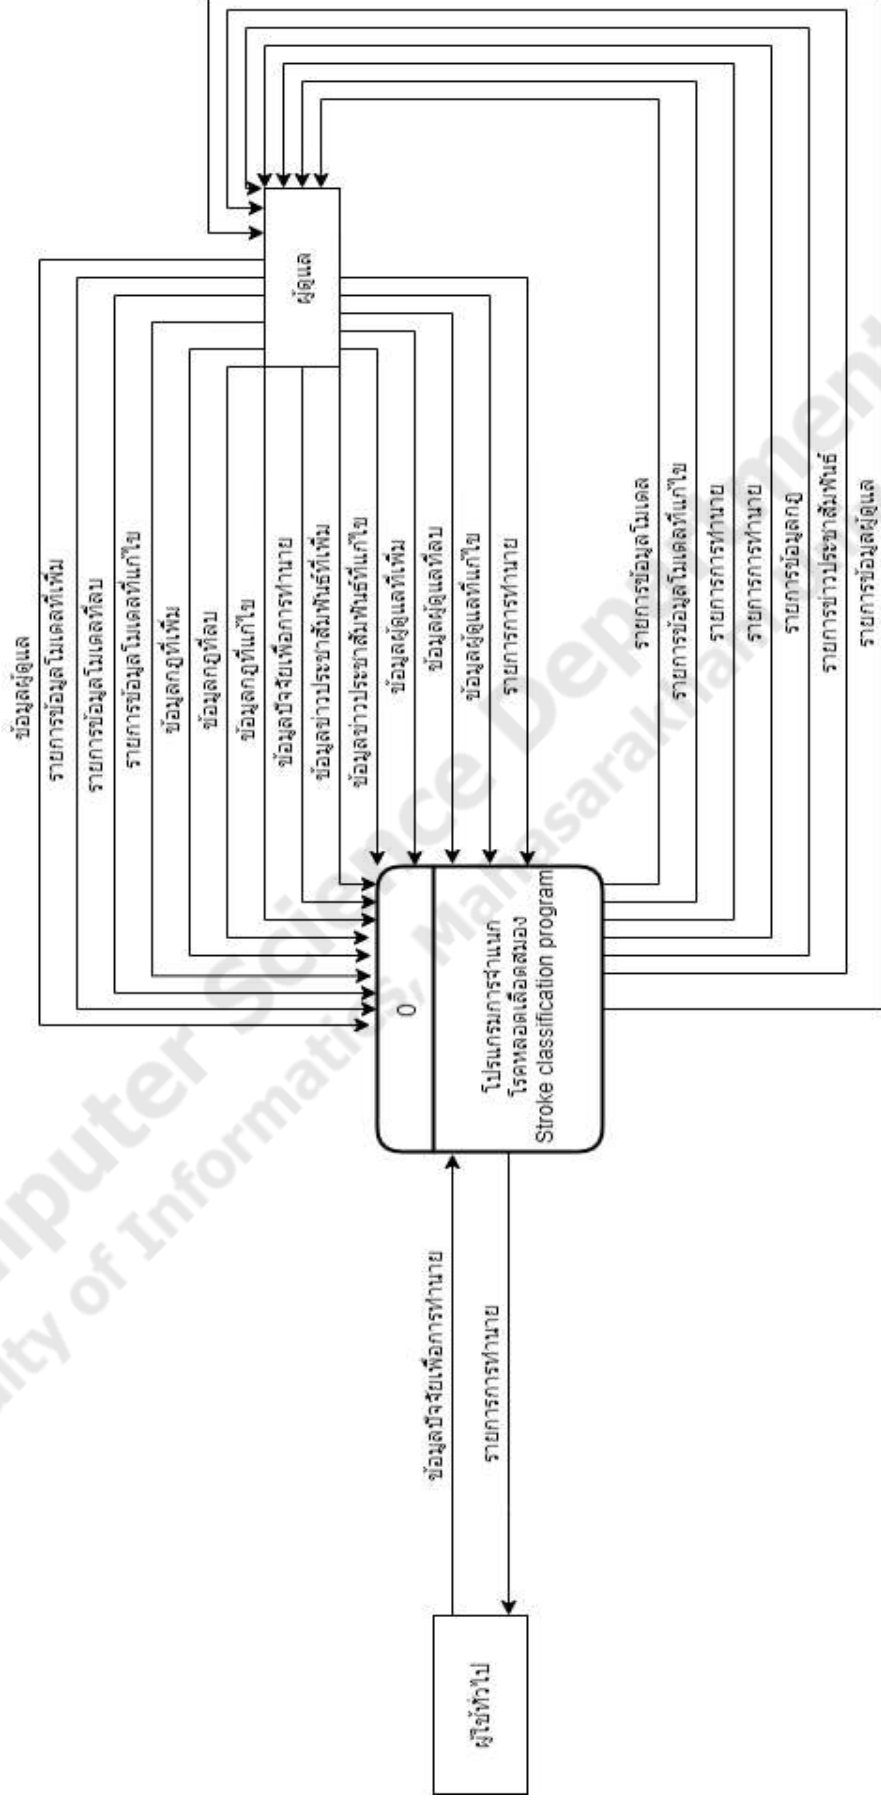 ข้อมูลผู้ดูแล
รายการข้อมูลโมเดลที่เพิ่ม
รายการข้อมูลโมเดลที่ลบ
รายการข้อมูลโมเดลที่แก้ไข
ข้อมูลกฎที่เพิ่ม
ข้อมูลกฎที่ลบ
ข้อมูลกฎที่แก้ไข
ข้อมูลปัจจัยเพื่อการทำนาย
ข้อมูลข่าวประชาสัมพันธ์ที่เพิ่ม
ข้อมูลข่าวประชาสัมพันธ์ที่แก้ไข
ข้อมูลผู้ดูแลที่เพิ่ม
ข้อมูลผู้ดูแลที่ลบ
ข้อมูลผู้ดูแลที่แก้ไข
รายการการทำนาย
ผู้ดูแล
รายการข้อมูลโมเดล
รายการข้อมูลโมเดลที่แก้ไข
รายการการทำนาย
รายการการทำนาย
รายการข้อมูลกฎ
รายการข่าวประชาสัมพันธ์
รายการข้อมูลผู้ดูแล
0
โปรแกรมการจำแนก
โรคหลอดเลือดสมอง
Stroke classification program
ข้อมูลปัจจัยเพื่อการทำนาย
รายการการทำนาย
ผู้ใช้ทั่วไป
mputer Science Department
lty of Informatics, Mahasarakham U